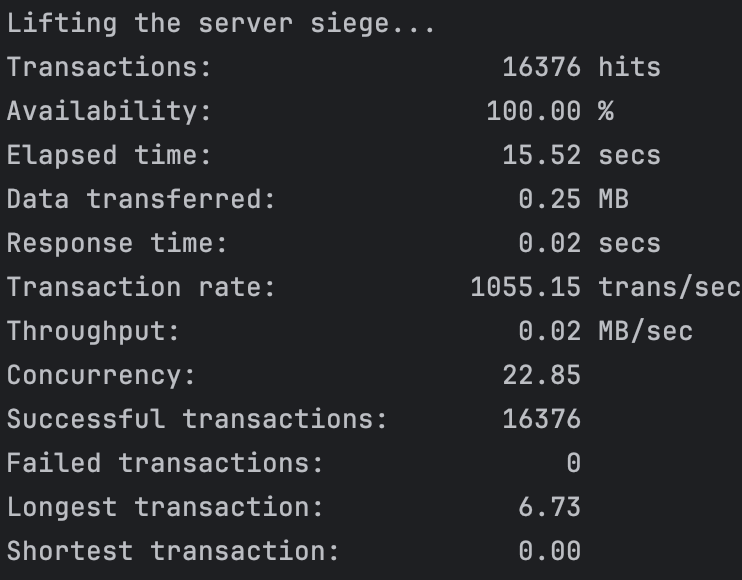 Lifting the server siege...
Transactions: 16376 hits
Availability: 100.00 %
Elapsed time: 15.52 secs
Data transferred: 0.25 MB
Response time: 0.02 secs
Transaction rate: 1055.15 trans/sec
Throughput: 0.02 MB/sec
Concurrency: 22.85
Successful transactions: 16376
Failed transactions: 0
Longest transaction: 6.73
Shortest transaction: 0.00